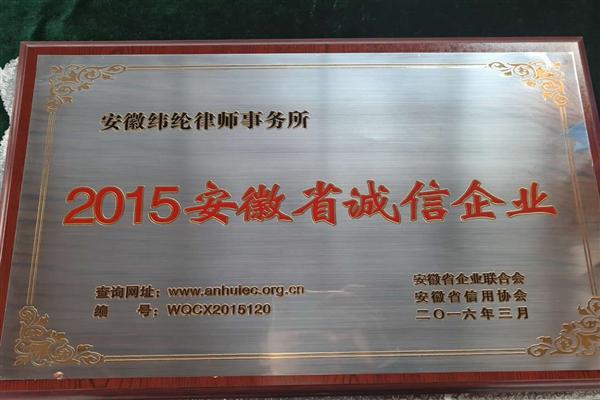 安徽纬纶律师事务所
2015安徽省诚信企业
查询网址：www.anhuiec.org.cn
编　号：WQCX2015120
安徽省企业联合会
安徽省信用协会
二〇一六年三月